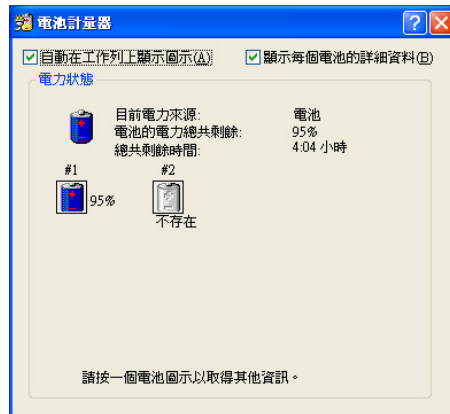 電池計量器
自動在工作列上顯示圖示(A) 顯示每個電池的詳細資料(B)
電力狀態
目前電力來源: 電池
電池的電力總共剩餘: 95%
總共剩餘時間: 4:04 小時
#1 #2
95%
不存在
請按一個電池圖示以取得其他資訊。